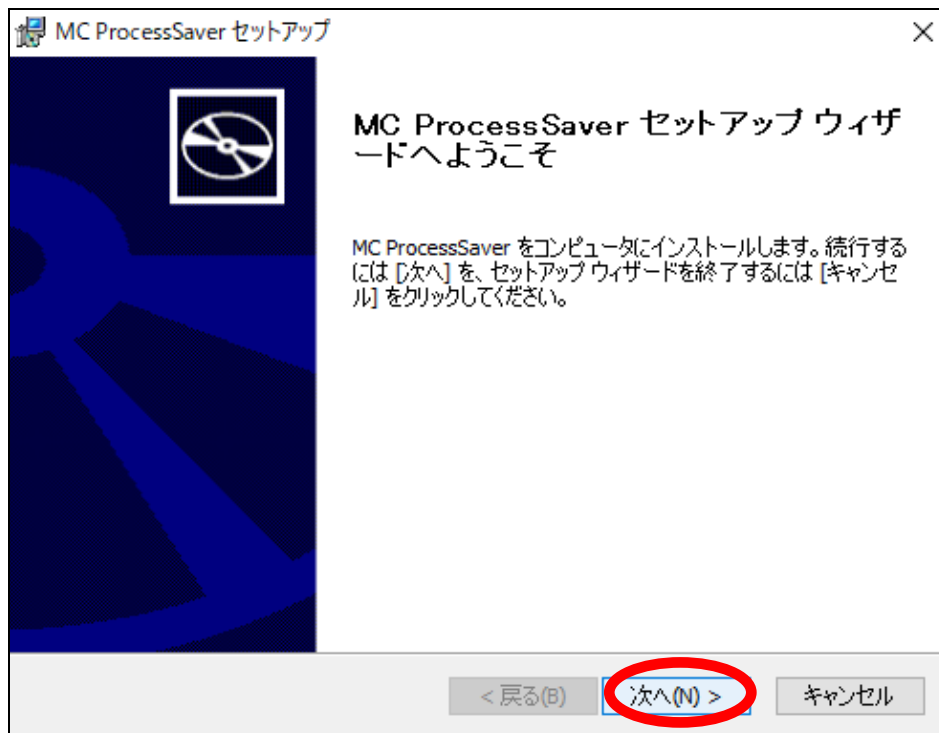 MC ProcessSaver セットアップ
MC ProcessSaver セットアップ ウィザ
ードへようこそ
MC ProcessSaver をコンピュータにインストールします。続行する
には [次へ] を、セットアップ ウィザードを終了するには [キャンセ
ル] をクリックしてください。
< 戻る(B)
次へ(N) >
キャンセル